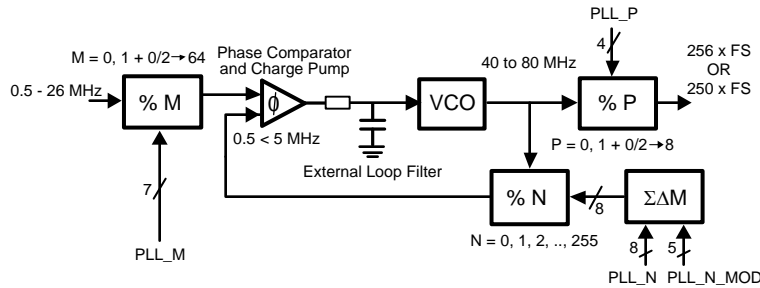 PLL_P
M = 0, 1 + 0/2→64
Phase Comparator
and Charge Pump
4
256 x FS
OR
250 x FS
40 to 80 MHz
0.5 - 26 MHz
% M
ϕ
VCO
% P
0.5 < 5 MHz
P = 0, 1 + 0/2→8
External Loop Filter
7
% N
8
ΣΔM
N = 0, 1, 2, .., 255
8
5
PLL_M
PLL_N
PLL_N_MOD